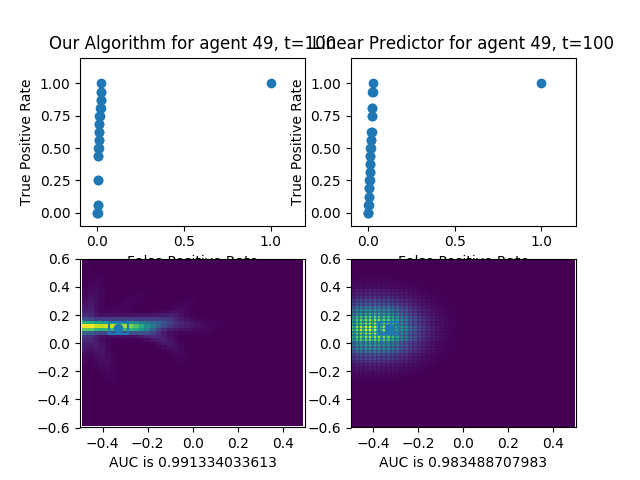 Our Algorithm for agent 49, t=100
Linear Predictor for agent 49, t=100
True Positive Rate
1.00
0.75
0.50
0.25
0.00
0.0 0.5 1.0
False Positive Rate
True Positive Rate
1.00
0.75
0.50
0.25
0.00
0.0 0.5 1.0
False Positive Rate
0.6
0.4
0.2
0.0
−0.2
−0.4
−0.6
−0.4 −0.2 0.0 0.2 0.4
AUC is 0.991334033613
0.6
0.4
0.2
0.0
−0.2
−0.4
−0.6
−0.4 −0.2 0.0 0.2 0.4
AUC is 0.983488707983